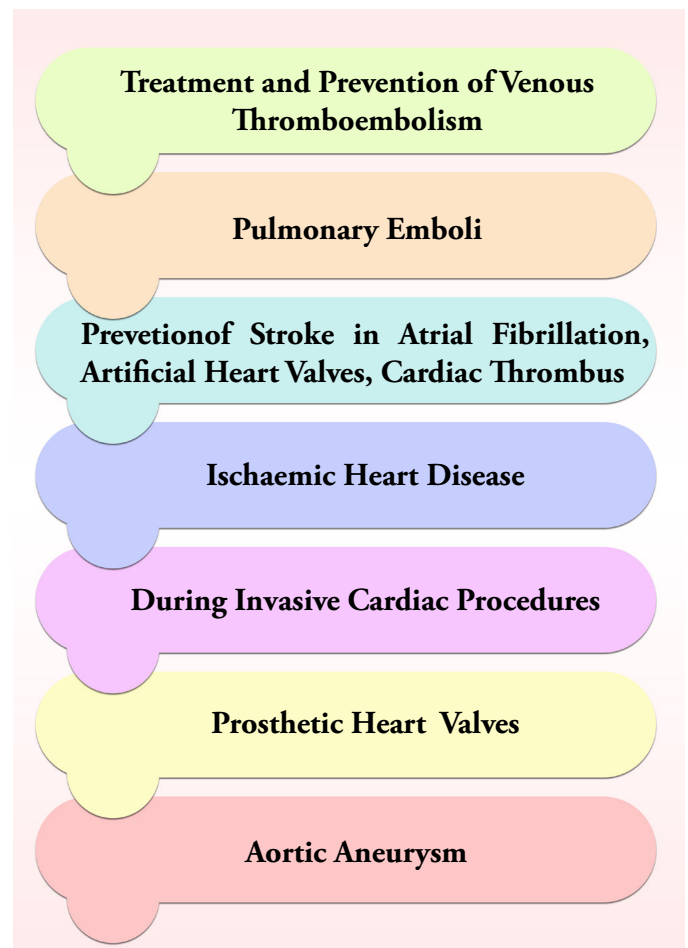 Treatment and Prevention of Venous
Thromboembolism
Pulmonary Emboli
Prevetionof Stroke in Atrial Fibrillation,
Artificial Heart Valves, Cardiac Thrombus
Ischaemic Heart Disease
During Invasive Cardiac Procedures
Prosthetic Heart Valves
Aortic Aneurysm